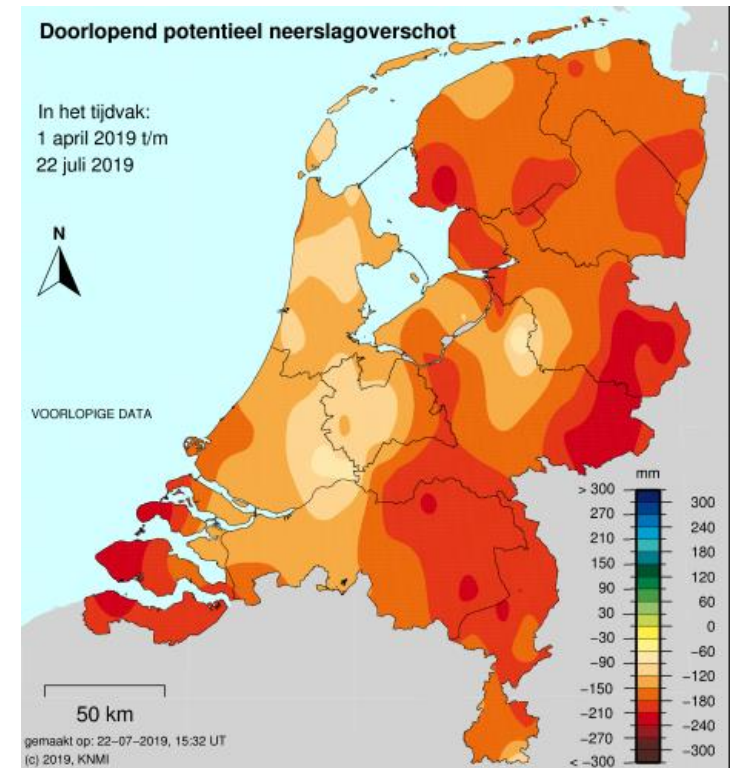 Doorlopend potentieel neerslagoverschot
In het tijdvak:
1 april 2019 t/m
22 juli 2019
N
VOORLOPIGE DATA
mm
> 300
300
270
240
210
180
150
120
90
60
30
0
−30
−60
−90
−120
−150
−180
−210
−240
−270
−300
< −300
50 km
gemaakt op: 22−07−2019, 15:32 UT
(c) 2019, KNMI